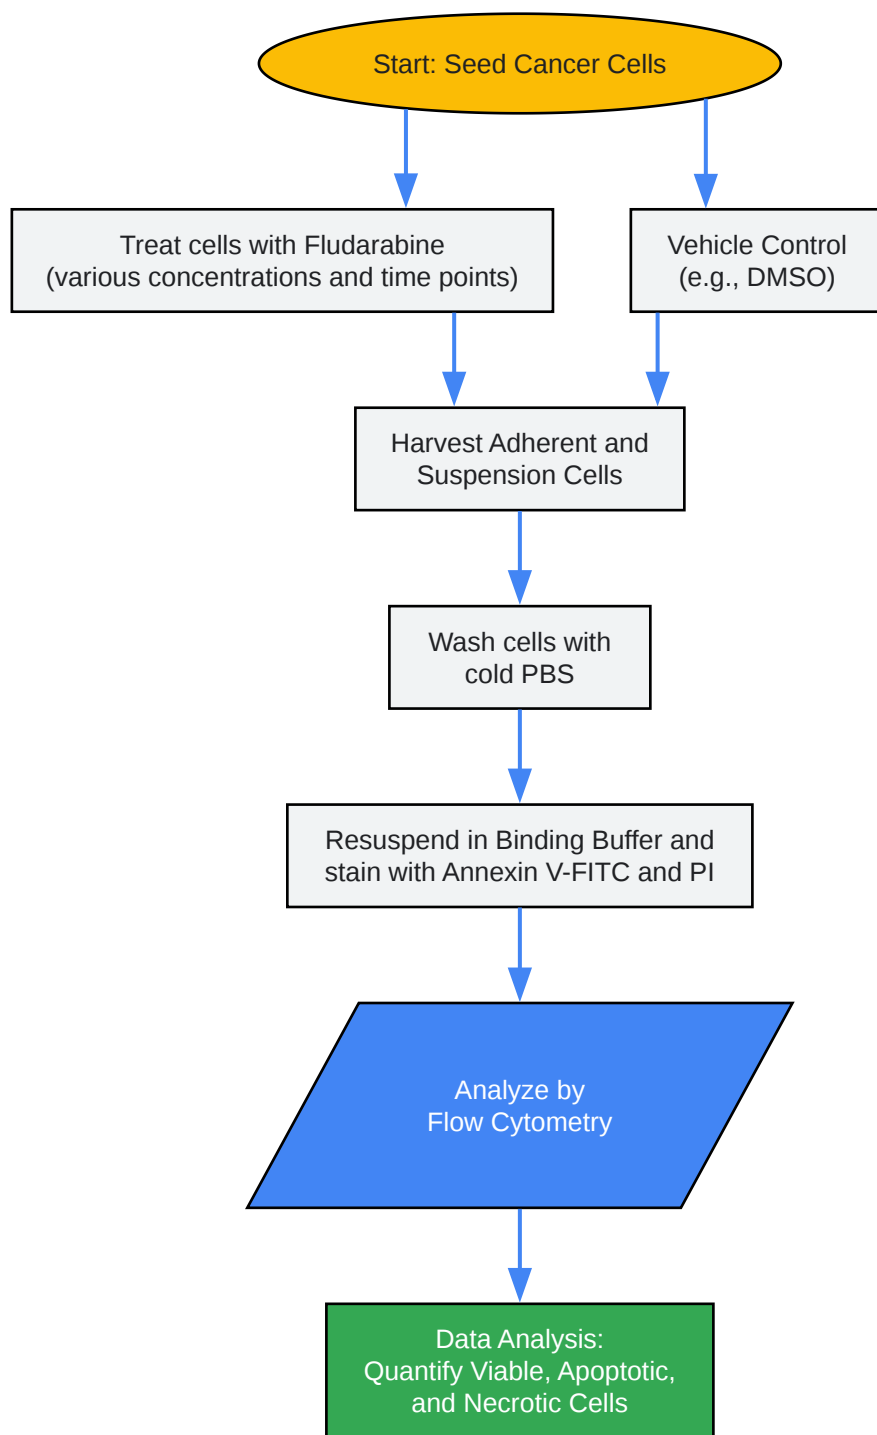 Start: Seed Cancer Cells
Treat cells with Fludarabine
(various concentrations and time points)
Vehicle Control
(e.g., DMSO)
Harvest Adherent and
Suspension Cells
Wash cells with
cold PBS
Resuspend in Binding Buffer and
stain with Annexin V-FITC and PI
Analyze by
Flow Cytometry
Data Analysis:
Quantify Viable, Apoptotic,
and Necrotic Cells